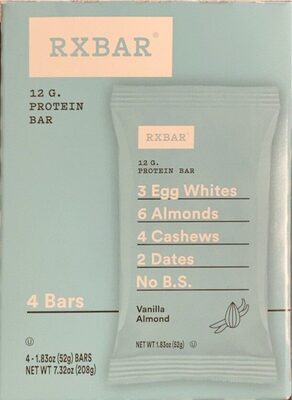 RXBAR®
12 G.
PROTEIN
BAR
RXBAR®
12 G.
PROTEIN BAR
3 Egg Whites
6 Almonds
4 Cashews
2 Dates
No B.S.
4 Bars
Vanilla
Almond
U
4 - 1.83oz (52g) BARS
NET WT 7.32oz (208g)
NET WT 1.83oz (52g) U